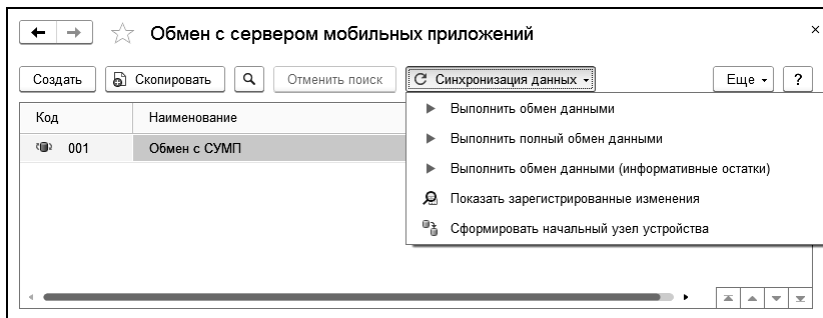 Обмен с сервером мобильных приложений
Создать Скопировать Отменить поиск Синхронизация данных Еще ?
Код Наименование
001 Обмен с СУМП
Выполнить обмен данными
Выполнить полный обмен данными
Выполнить обмен данными (информативные остатки)
Показать зарегистрированные изменения
Сформировать начальный узел устройства